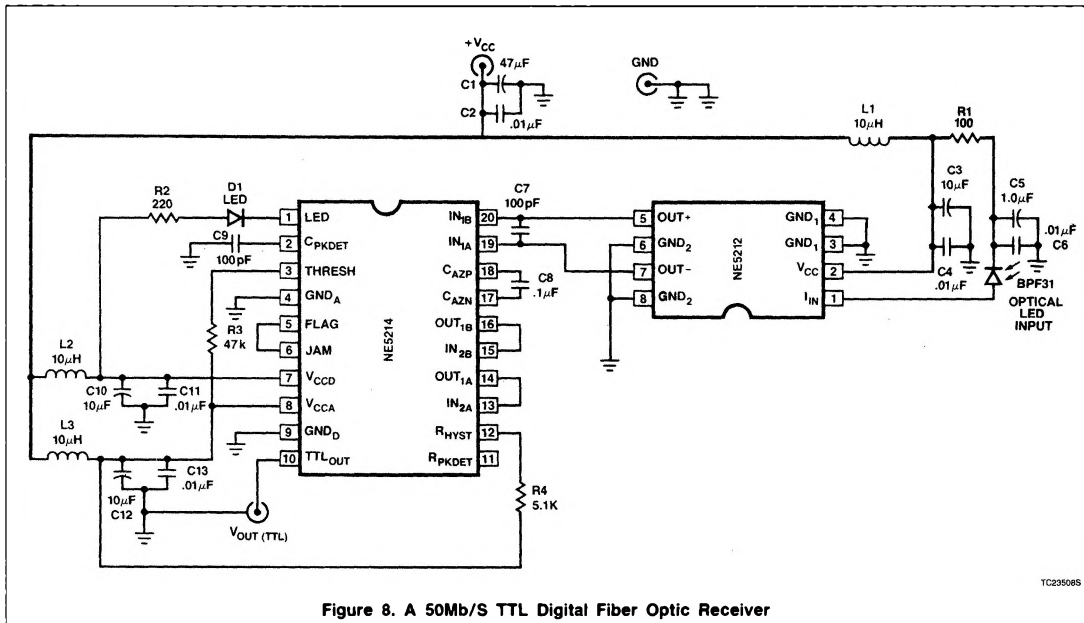 +VCC
47μF
C1
C2
.01μF
GND
L1
10μH
R1
100
C3
10μF
C5
1.0μF
.01μF
C6
C4
.01μF
BPF31
OPTICAL
LED
INPUT
R2
220
D1
LED
C9
100pF
R3
47k
L2
10μH
C10
10μF
C11
.01μF
L3
10μH
C13
.01μF
10μF
C12
VOUT (TTL)
NE5214
1 LED
2 CPKDET
3 THRESH
4 GNDA
5 FLAG
6 JAM
7 VCCD
8 VCCA
9 GNDD
10 TTLOUT
IN1B 20
IN1A 19
CAZP 18
CAZN 17
OUT1B 16
IN2B 15
OUT1A 14
IN2A 13
RHYST 12
RPKDET 11
C7
100pF
C8
.1μF
R4
5.1K
NE5212
5 OUT+
6 GND2
7 OUT−
8 GND2
GND1 4
GND1 3
VCC 2
IIN 1
TC23508S
Figure 8. A 50Mb/S TTL Digital Fiber Optic Receiver